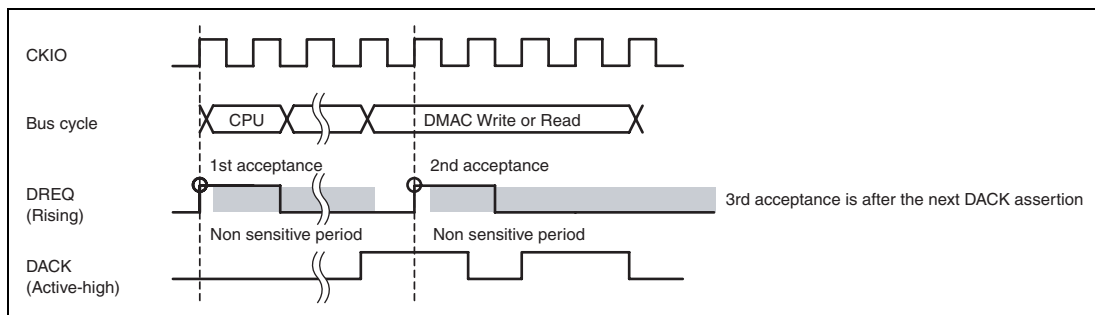 CKIO
Bus cycle
CPU
DMAC Write or Read
1st acceptance
2nd acceptance
DREQ
(Rising)
3rd acceptance is after the next DACK assertion
Non sensitive period
Non sensitive period
DACK
(Active-high)